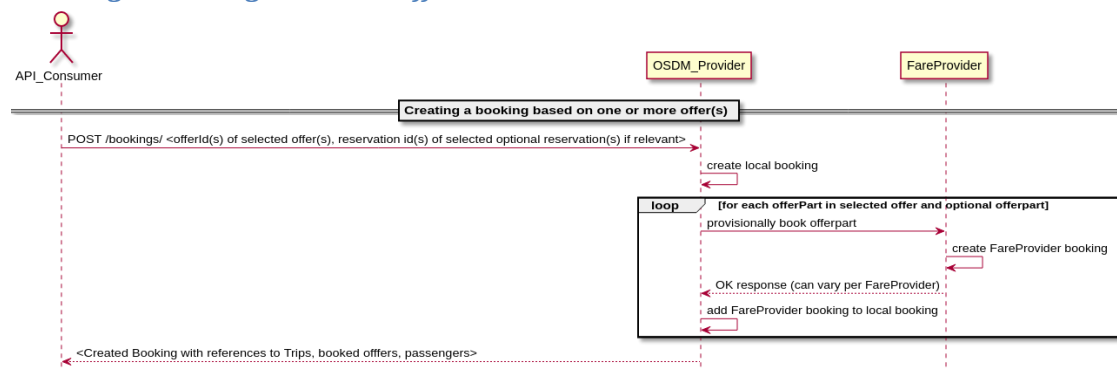 API_Consumer
OSDM_Provider
FareProvider
Creating a booking based on one or more offer(s)
POST /bookings/ <offerId(s) of selected offer(s), reservation id(s) of selected optional reservation(s) if relevant>
create local booking
loop
[for each offerPart in selected offer and optional offerpart]
provisionally book offerpart
create FareProvider booking
OK response (can vary per FareProvider)
add FareProvider booking to local booking
<Created Booking with references to Trips, booked offfers, passengers>